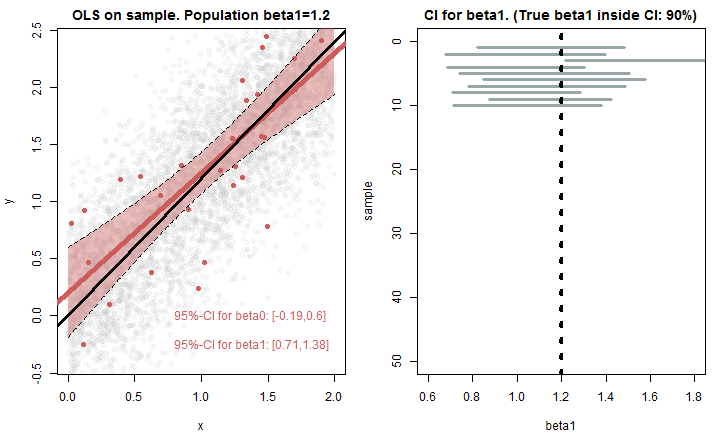 OLS on sample. Population beta1=1.2
2.5
2.0
1.5
1.0
0.5
0.0
-0.5
y
95%-CI for beta0: [-0.19,0.6]
95%-CI for beta1: [0.71,1.38]
0.0 0.5 1.0 1.5 2.0
x
CI for beta1. (True beta1 inside CI: 90%)
0
10
20
30
40
50
sample
0.6 0.8 1.0 1.2 1.4 1.6 1.8
beta1